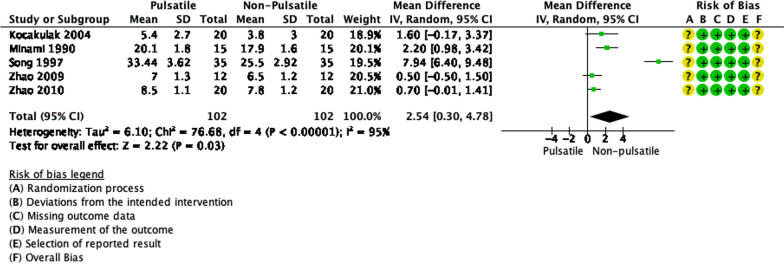 Pulsatile Non-Pulsatile Mean Difference Mean Difference Risk of Bias
Study or Subgroup Mean SD Total Mean SD Total Weight IV, Random, 95% CI IV, Random, 95% CI A B C D E F
Kocakulak 2004 5.4 2.7 20 3.8 3 20 18.9% 1.60 [-0.17, 3.37] ? + + + + ?
Minami 1990 20.1 1.8 15 17.9 1.6 15 20.1% 2.20 [0.98, 3.42] ? + + + + ?
Song 1997 33.44 3.62 35 25.5 2.92 35 19.5% 7.94 [6.40, 9.48] ? + + + + ?
Zhao 2009 7 1.3 12 6.5 1.2 12 20.5% 0.50 [-0.50, 1.50] ? + + + + ?
Zhao 2010 8.5 1.1 20 7.8 1.2 20 21.0% 0.70 [-0.01, 1.41] ? + + + + ?
Total (95% CI) 102 102 100.0% 2.54 [0.30, 4.78]
Heterogeneity: Tau² = 6.10; Chi² = 76.68, df = 4 (P < 0.00001); I² = 95%
Test for overall effect: Z = 2.22 (P = 0.03)
-4 -2 0 2 4
Pulsatile Non-pulsatile
Risk of bias legend
(A) Randomization process
(B) Deviations from the intended intervention
(C) Missing outcome data
(D) Measurement of the outcome
(E) Selection of reported result
(F) Overall Bias